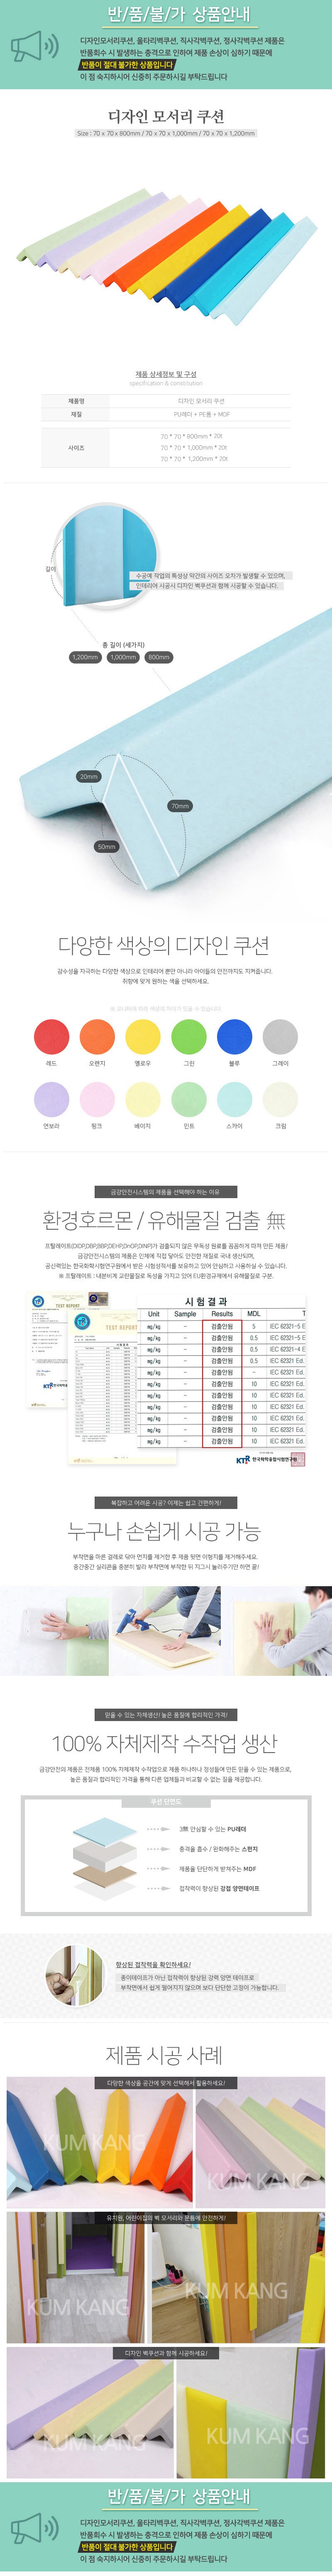 반/품/불/가 상품안내
디자인모서리쿠션, 울타리벽쿠션, 직사각벽쿠션, 정사각벽쿠션 제품은
반품회수 시 발생하는 충격으로 인하여 제품 손상이 심하기 때문에
반품이 절대 불가한 상품입니다
이 점 숙지하시어 신중히 주문하시길 부탁드립니다
디자인 모서리 쿠션
Size : 70 x 70 x 800mm / 70 x 70 x 1,000mm / 70 x 70 x 1,200mm
제품 상세정보 및 구성
specification & constitution
제품명 디자인 모서리 쿠션
재질 PU레더 + PE폼 + MDF
사이즈
70 * 70 * 800mm * 20t
70 * 70 * 1,000mm * 20t
70 * 70 * 1,200mm * 20t
길이
수공예 작업의 특성상 약간의 사이즈 오차가 발생할 수 있으며,
인테리어 시공시 디자인 벽쿠션과 함께 시공할 수 있습니다.
총 길이 (세가지)
1,200mm 1,000mm 800mm
20mm
70mm
50mm
다양한 색상의 디자인 쿠션
감수성을 자극하는 다양한 색상으로 인테리어 뿐만 아니라 아이들의 안전까지도 지켜줍니다.
취향에 맞게 원하는 색을 선택하세요.
※ 모니터에 따른 색상의 차이가 있을 수 있습니다.
레드 오렌지 옐로우 그린 블루 그레이
연보라 핑크 베이지 민트 스카이 크림
금강안전시스템의 제품을 선택해야 하는 이유
환경호르몬 / 유해물질 검출 無
프탈레이트(DIOP,DBP,BBP,DEHP,DnOP,DINP)가 검출되지 않은 무독성 원료를 꼼꼼하게 따져 만든 제품!
금강안전시스템의 제품은 인체에 직접 닿아도 안전한 재질로 국내 생산되며,
공신력있는 한국화학시험연구원에서 받은 시험성적서를 보유하고 있어 안심하고 사용하실 수 있습니다.
※ 프탈레이트 : 내분비계 교란물질로 독성을 가지고 있어 EU환경규제에서 유해물질로 구분.
TEST REPORT
TEST REPORT
시 험 결 과
Unit Sample Results MDL T
mg/kg - 검출안됨 5 IEC 62321-5 E
mg/kg - 검출안됨 0.5 IEC 62321-5 E
mg/kg - 검출안됨 0.5 IEC 62321-4 E
mg/kg - 검출안됨 0.5 IEC 62321 Ed.
mg/kg - 검출안됨 - IEC 62321 Ed.
mg/kg - 검출안됨 10 IEC 62321 Ed.
mg/kg - 검출안됨 10 IEC 62321 Ed.
mg/kg - 검출안됨 10 IEC 62321 Ed.
mg/kg - 검출안됨 10 IEC 62321 Ed.
KTR 한국화학융합시험연구원
복잡하고 어려운 시공? 이제는 쉽고 간편하게!
누구나 손쉽게 시공 가능
부착면을 마른 걸레로 닦아 먼지를 제거한 후 제품 뒷면 이형지를 제거해주세요.
중간중간 실리콘을 충분히 발라 부착면에 부착한 뒤 지그시 눌러주기만 하면 끝!
믿을 수 있는 자체생산! 높은 품질에 합리적인 가격!
100% 자체제작 수작업 생산
금강안전의 제품은 전제품 100% 자체제작 수작업으로 제품 하나하나 정성들여 만든 믿을 수 있는 제품으로,
높은 품질과 합리적인 가격을 통해 다른 업체들과 비교할 수 없는 질을 제공합니다.
쿠션 단면도
3無 안심할 수 있는 PU레더
충격을 흡수 / 완화해주는 스펀지
제품을 단단하게 받쳐주는 MDF
접착력이 향상된 강접 양면테이프
향상된 접착력을 확인하세요!
종이테이프가 아닌 접착력이 향상된 강력 양면 테이프로
부착면에서 쉽게 떨어지지 않으며 보다 단단한 고정이 가능합니다.
제품 시공 사례
다양한 색상을 공간에 맞게 선택해서 활용하세요!
KUM KANG
KUM KANG
유치원, 어린이집의 벽 모서리와 문틀에 안전하게!
KUM KANG
KUM KANG
디자인 벽쿠션과 함께 시공하세요!
KUM KANG
KUM KANG
반/품/불/가 상품안내
디자인모서리쿠션, 울타리벽쿠션, 직사각벽쿠션, 정사각벽쿠션 제품은
반품회수 시 발생하는 충격으로 인하여 제품 손상이 심하기 때문에
반품이 절대 불가한 상품입니다
이 점 숙지하시어 신중히 주문하시길 부탁드립니다